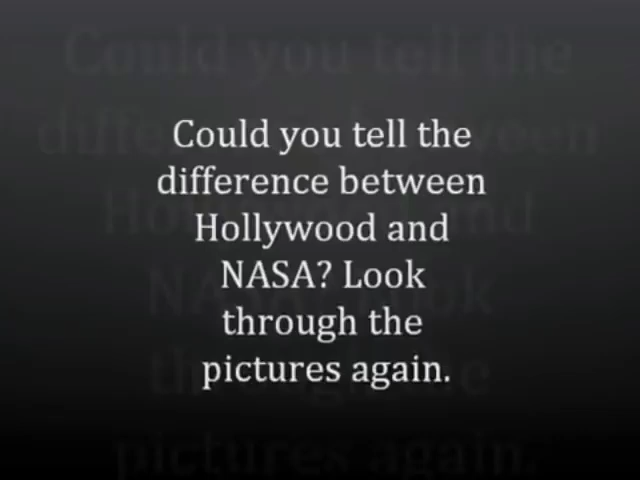 Could you tell the
difference between
Hollywood and
NASA? Look
through the
pictures again.